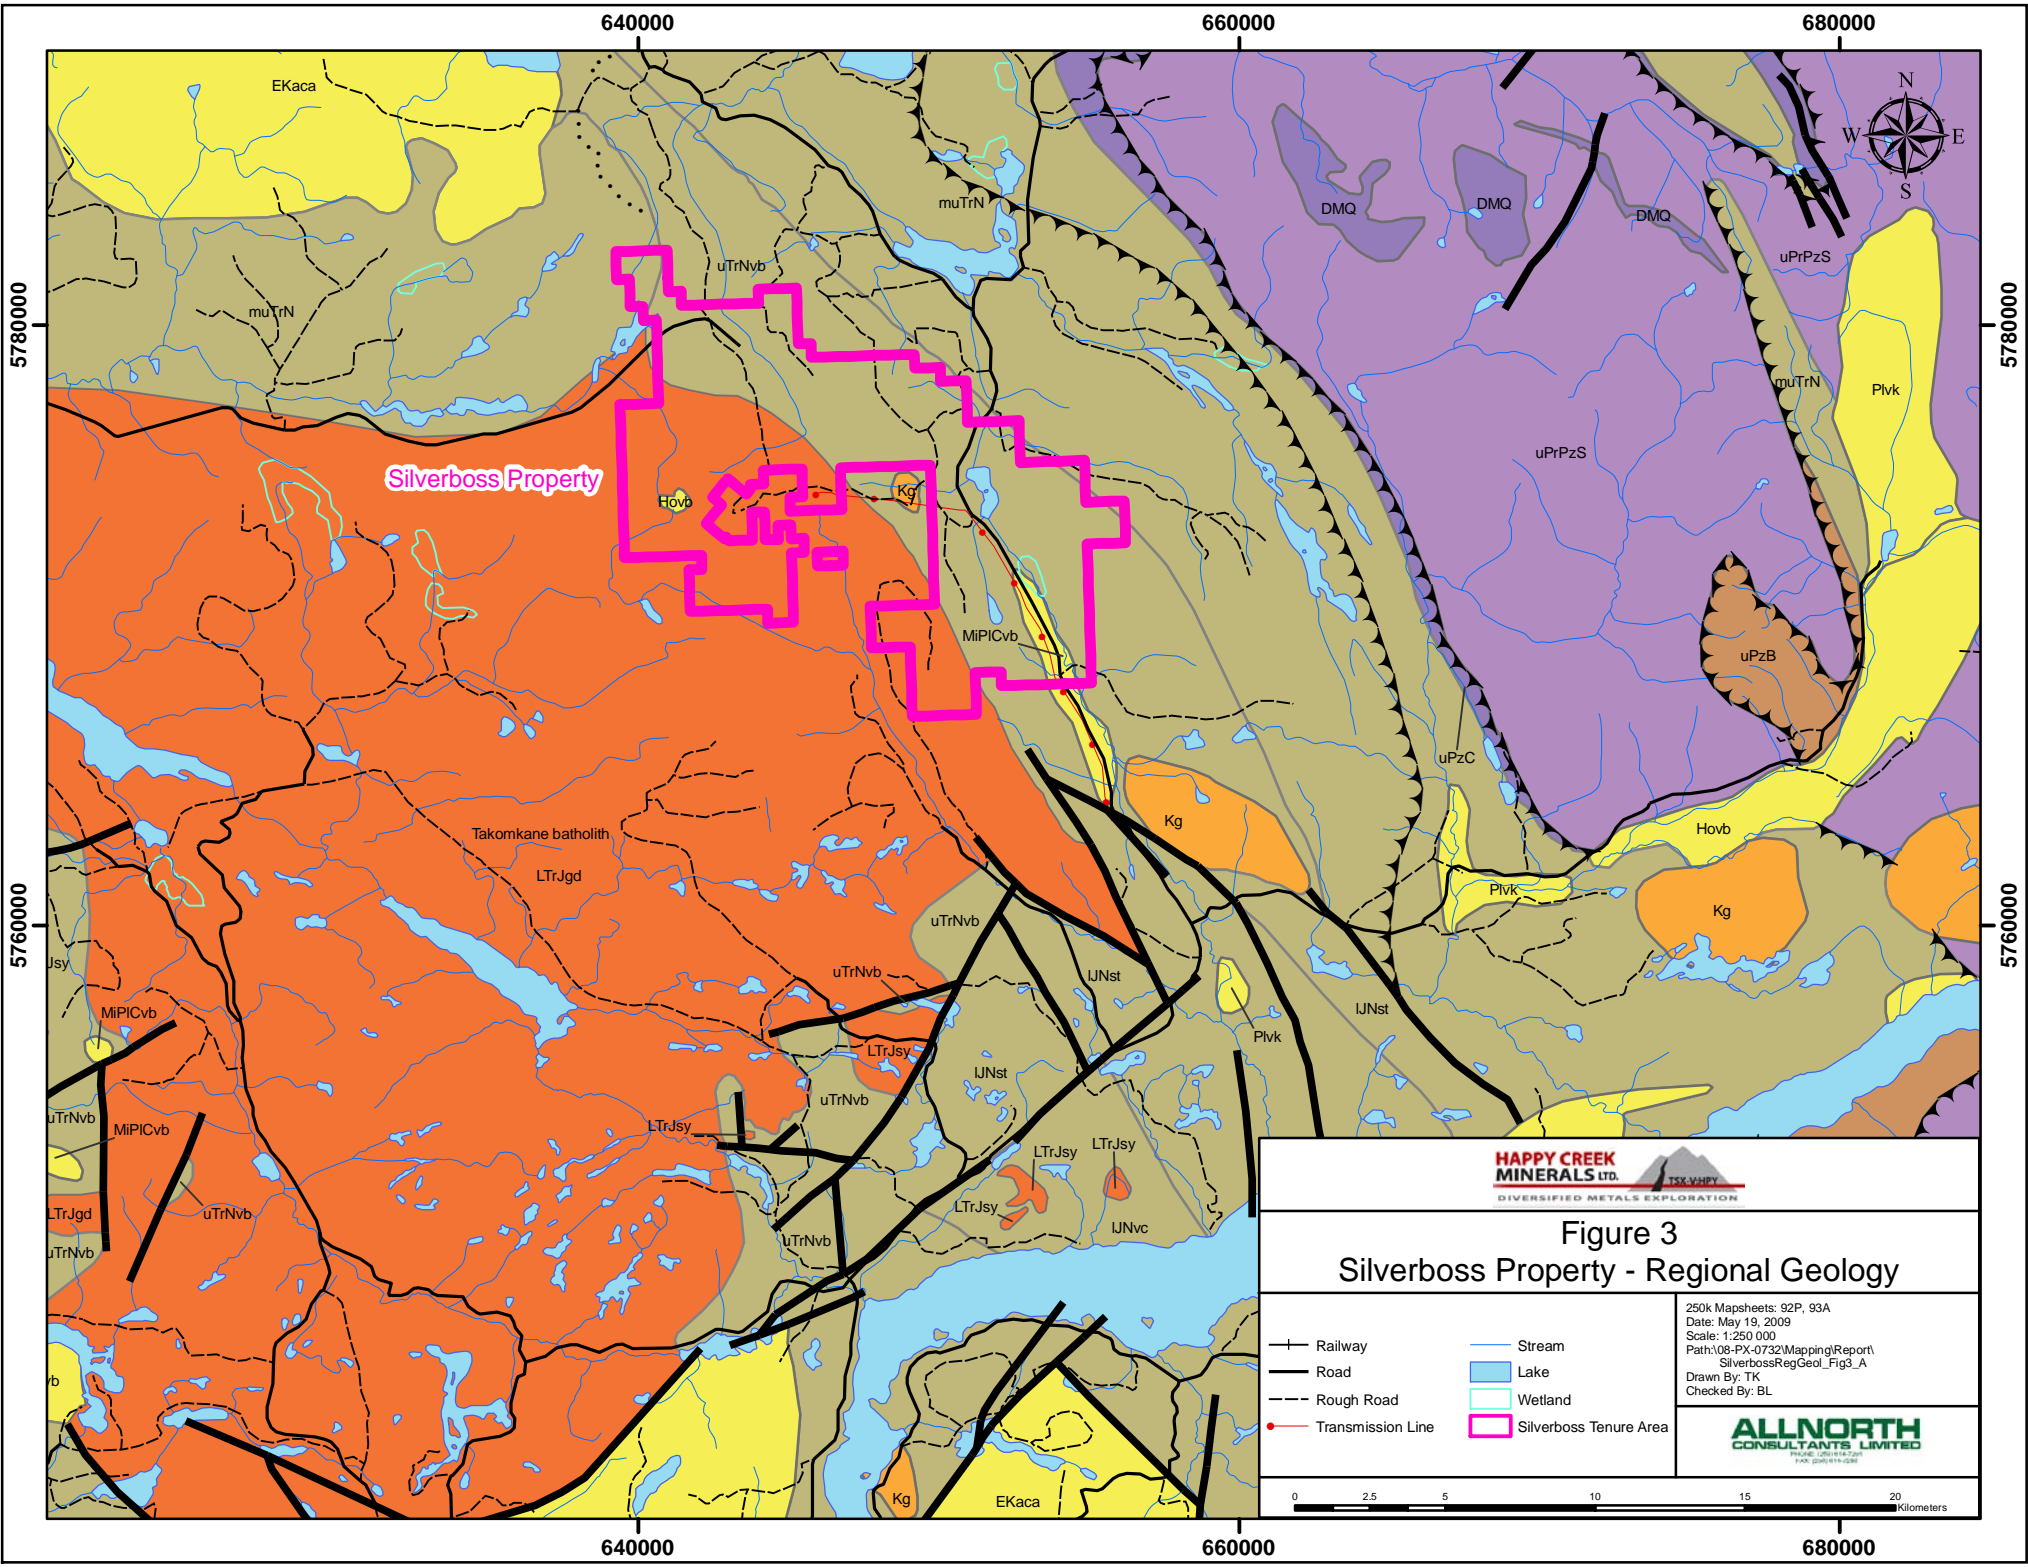 640000
660000
680000
EKaca
N
W
E
S
muTrN
DMQ
DMQ
DMQ
uTrNvb
uPrPzS
muTrN
5780000
5780000
muTrN
Plvk
uPrPzS
Silverboss Property
Hovb
Kg
MiPlCvb
uPzB
uPzC
Kg
Hovb
Takomkane batholith
LTrJgd
Plvk
Kg
uTrNvb
5760000
5760000
Jsy
uTrNvb
lJNst
lJNst
MiPlCvb
Plvk
LTrJsy
lJNst
uTrNvb
uTrNvb
MiPlCvb
LTrJsy
LTrJsy
LTrJsy
LTrJsy
LTrJgd
uTrNvb
uTrNvb
lJNvc
uTrNvb
vb
Kg
EKaca
HAPPY CREEK
MINERALS LTD.
TSX-V:HPY
DIVERSIFIED METALS EXPLORATION
Figure 3
Silverboss Property - Regional Geology
Railway
Road
Rough Road
Transmission Line
Stream
Lake
Wetland
Silverboss Tenure Area
250k Mapsheets: 92P, 93A
Date: May 19, 2009
Scale: 1:250 000
Path:\08-PX-0732\Mapping\Report\
SilverbossRegGeol_Fig3_A
Drawn By: TK
Checked By: BL
ALLNORTH
CONSULTANTS LIMITED
0 2.5 5 10 15 20
Kilometers
640000
660000
680000